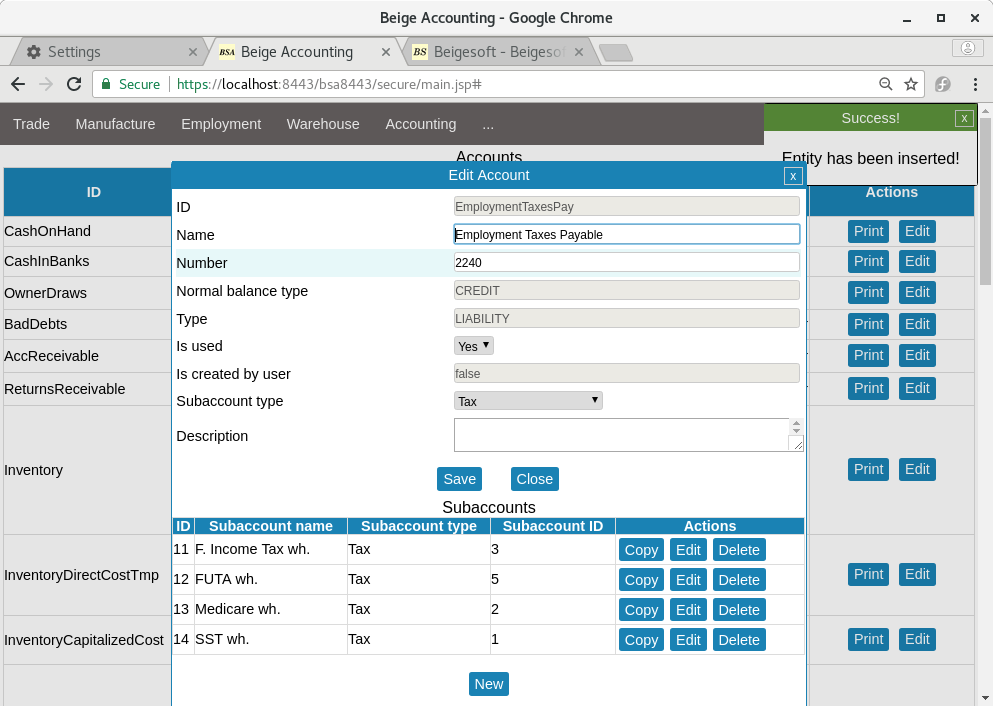 Beige Accounting - Google Chrome
Settings
BSA Beige Accounting
BS Beigesoft - Beigesof
Secure https://localhost:8443/bsa8443/secure/main.jsp#
Trade Manufacture Employment Warehouse Accounting ...
Success! x
Entity has been inserted!
Accounts
ID Actions
CashOnHand Print Edit
CashInBanks Print Edit
OwnerDraws Print Edit
BadDebts Print Edit
AccReceivable Print Edit
ReturnsReceivable Print Edit
Inventory Print Edit
InventoryDirectCostTmp Print Edit
InventoryCapitalizedCost Print Edit
Edit Account x
ID EmploymentTaxesPay
Name Employment Taxes Payable
Number 2240
Normal balance type CREDIT
Type LIABILITY
Is used Yes
Is created by user false
Subaccount type Tax
Description
Save Close
Subaccounts
ID Subaccount name Subaccount type Subaccount ID Actions
11 F. Income Tax wh. Tax 3 Copy Edit Delete
12 FUTA wh. Tax 5 Copy Edit Delete
13 Medicare wh. Tax 2 Copy Edit Delete
14 SST wh. Tax 1 Copy Edit Delete
New